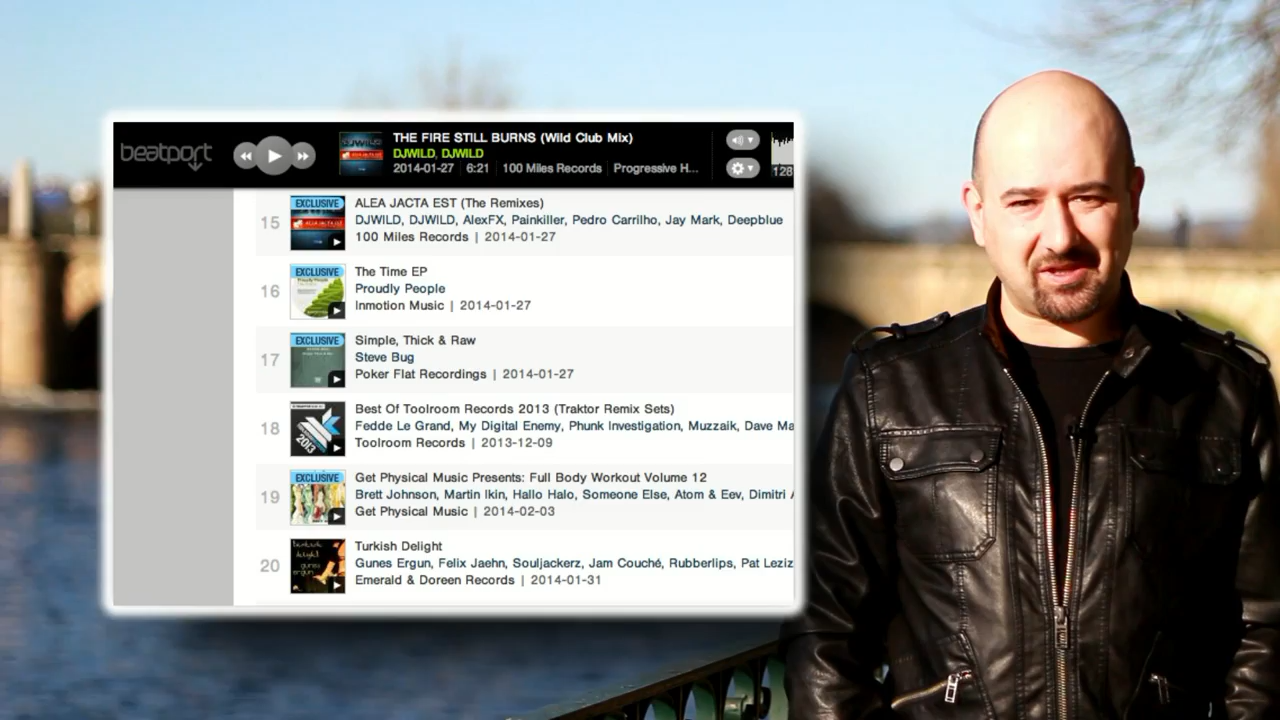 beatport
THE FIRE STILL BURNS (Wild Club Mix)
DJWILD, DJWILD
2014-01-27 | 6:21 | 100 Miles Records | Progressive H...
128
15
EXCLUSIVE
ALEA JACTA EST (The Remixes)
DJWILD, DJWILD, AlexFX, Painkiller, Pedro Carrilho, Jay Mark, Deepblue
100 Miles Records | 2014-01-27
16
EXCLUSIVE
Proudly People
The Time EP
Proudly People
Inmotion Music | 2014-01-27
17
EXCLUSIVE
Simple, Thick & Raw
Steve Bug
Poker Flat Recordings | 2014-01-27
18
2013
Best Of Toolroom Records 2013 (Traktor Remix Sets)
Fedde Le Grand, My Digital Enemy, Phunk Investigation, Muzzaik, Dave Ma
Toolroom Records | 2013-12-09
19
EXCLUSIVE
Get Physical Music Presents: Full Body Workout Volume 12
Brett Johnson, Martin Ikin, Hallo Halo, Someone Else, Atom & Eev, Dimitri
Get Physical Music | 2014-02-03
20
Turkish Delight
Gunes Ergun, Felix Jaehn, Souljackerz, Jam Couché, Rubberlips, Pat Leziz
Emerald & Doreen Records | 2014-01-31